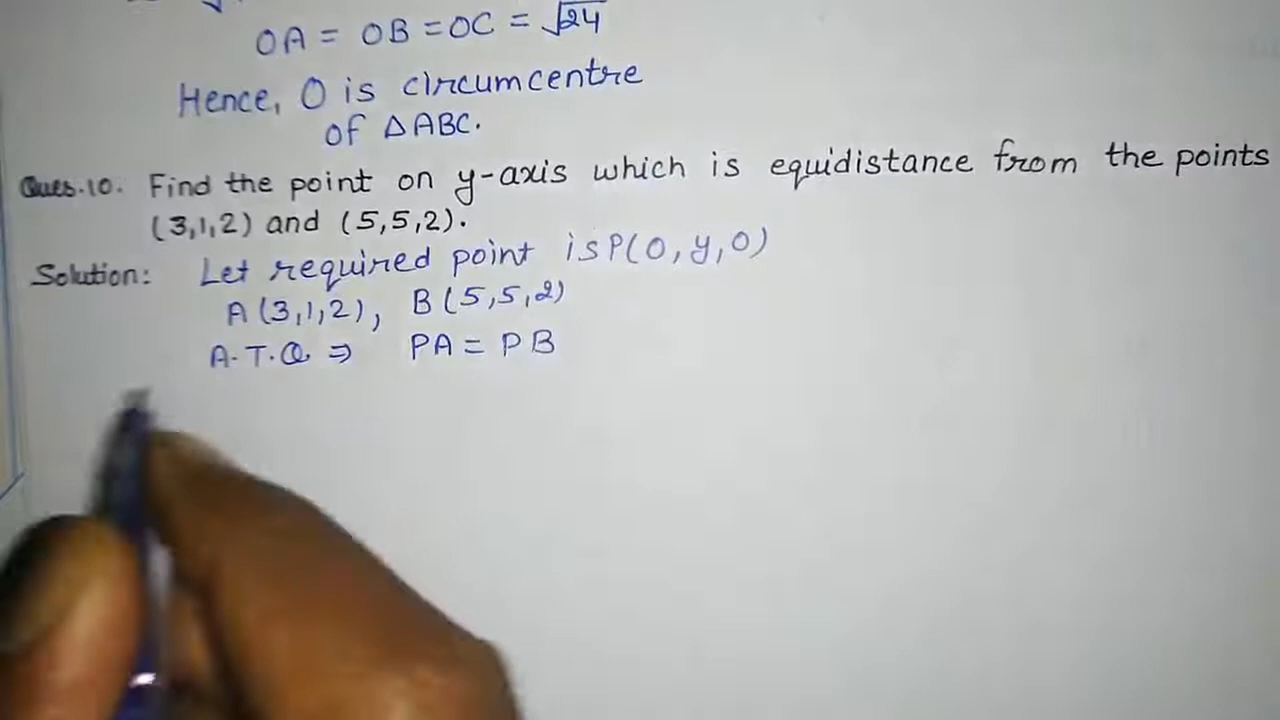 OA = OB = OC = √24
Hence, O is circumcentre
of △ABC.
Ques.10. Find the point on y-axis which is equidistance from the points
(3,1,2) and (5,5,2).
Solution: Let required point is P(0, y, 0)
A (3,1,2), B (5,5,2)
A.T.Q ⇒ PA = PB